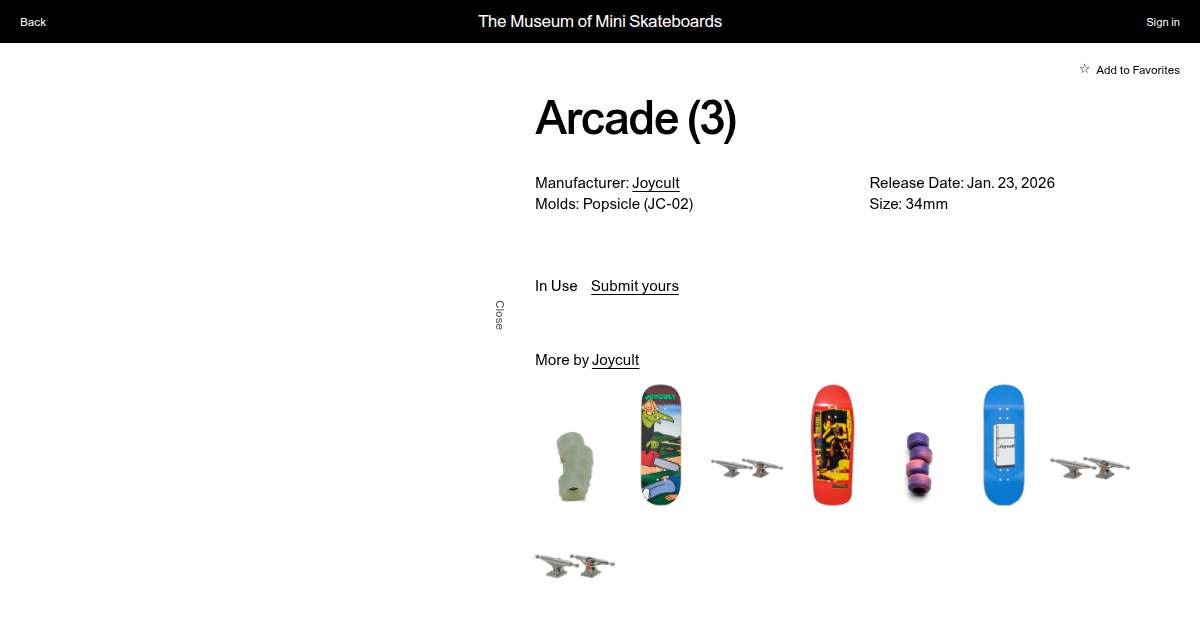 Back
The Museum of Mini Skateboards
Sign in
☆ Add to Favorites
Arcade (3)
Manufacturer: Joycult
Molds: Popsicle (JC-02)
Release Date: Jan. 23, 2026
Size: 34mm
In Use Submit yours
Close
More by Joycult
JOYCULT